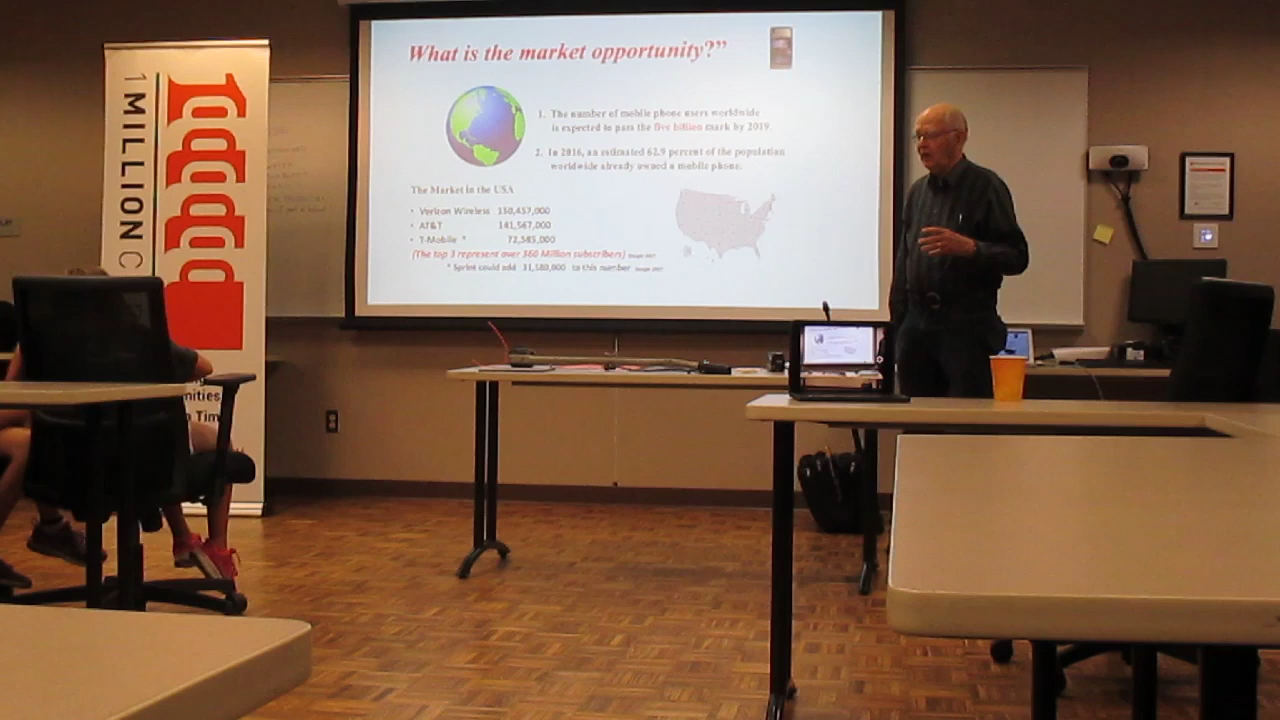 What is the market opportunity?”
1. The number of mobile phone users worldwide
is expected to pass the five billion mark by 2019.
2. In 2016, an estimated 62.9 percent of the population
worldwide already owned a mobile phone.
The Market in the USA
• Verizon Wireless 150,457,000
• AT&T 141,567,000
• T-Mobile * 72,585,000
(The top 3 represent over 360 Million subscribers)
* Sprint could add 31,580,000 to this number
1 MILLION C
nities
Tim